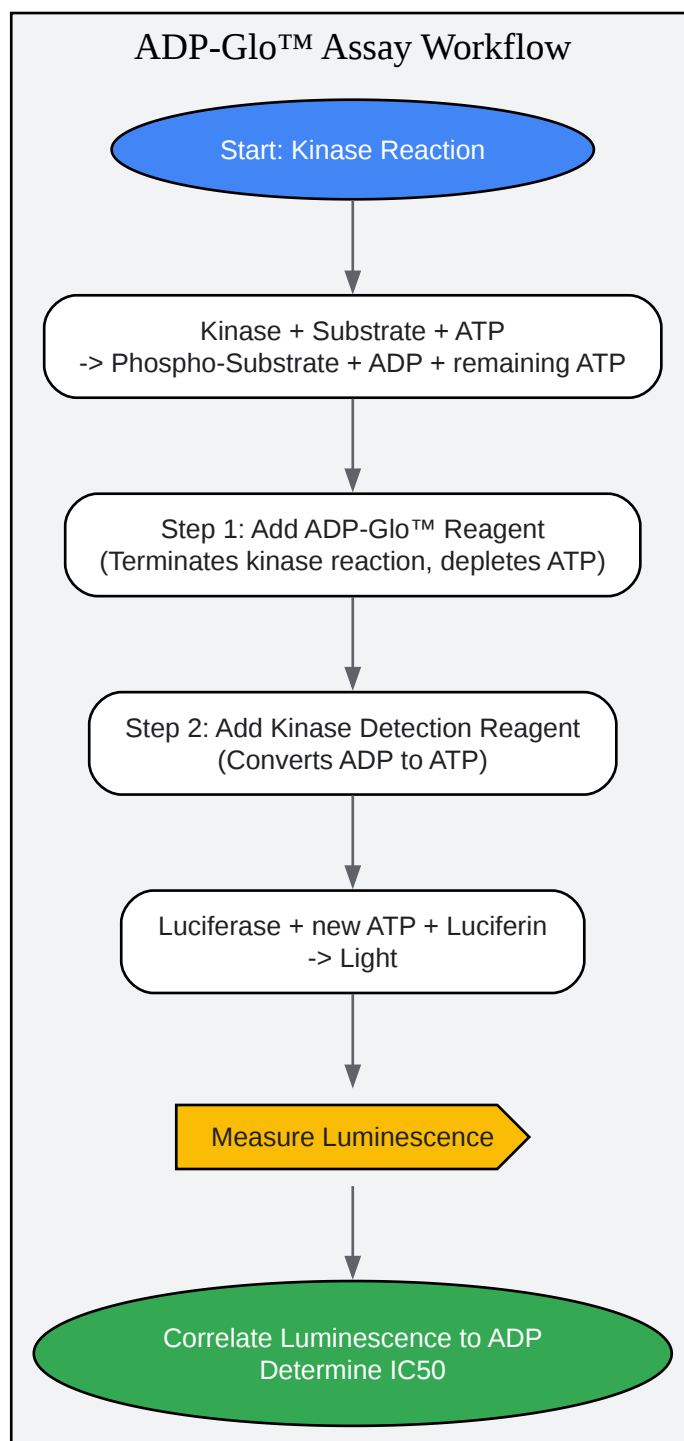 ADP-Glo™ Assay Workflow
Start: Kinase Reaction
Kinase + Substrate + ATP
-> Phospho-Substrate + ADP + remaining ATP
Step 1: Add ADP-Glo™ Reagent
(Terminates kinase reaction, depletes ATP)
Step 2: Add Kinase Detection Reagent
(Converts ADP to ATP)
Luciferase + new ATP + Luciferin
-> Light
Measure Luminescence
Correlate Luminescence to ADP
Determine IC50